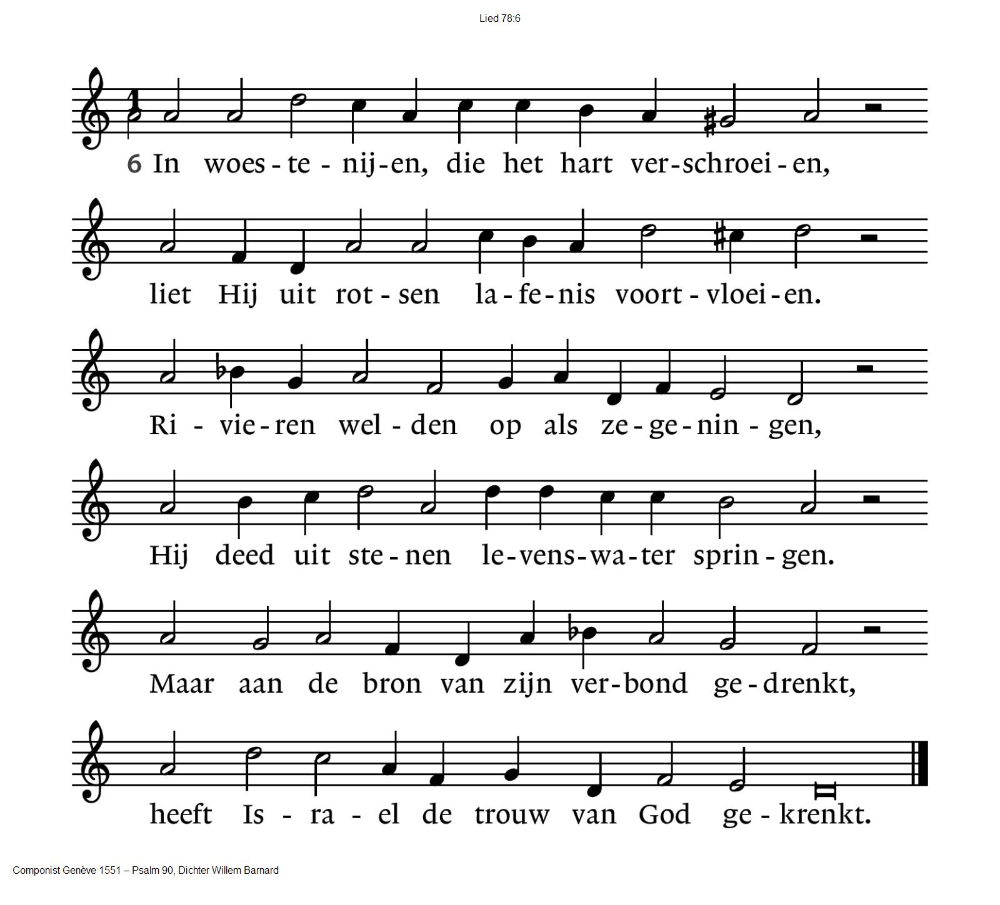 Lied 78:6
1
6 In woes - te - nij - en, die het hart ver - schroei - en,
liet Hij uit rot - sen la - fe - nis voort - vloei - en.
Ri - vie - ren wel - den op als ze - ge - nin - gen,
Hij deed uit ste - nen le - vens - wa - ter sprin - gen.
Maar aan de bron van zijn ver - bond ge - drenkt,
heeft Is - ra - el de trouw van God ge - krenkt.
Componist Genève 1551 – Psalm 90, Dichter Willem Barnard